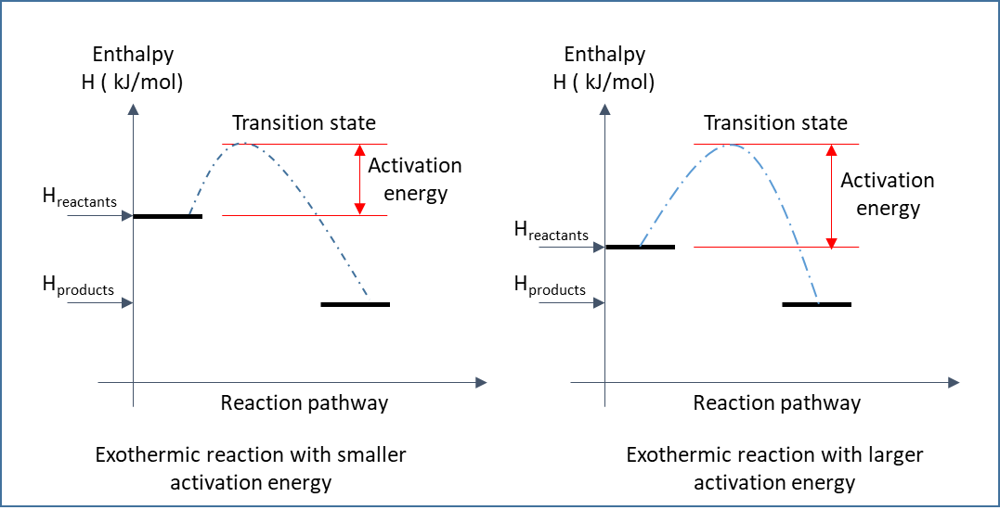 Enthalpy
H ( kJ/mol)
Transition state
Activation
energy
Hreactants
Hproducts
Reaction pathway
Exothermic reaction with smaller
activation energy
Enthalpy
H ( kJ/mol)
Transition state
Activation
energy
Hreactants
Hproducts
Reaction pathway
Exothermic reaction with larger
activation energy